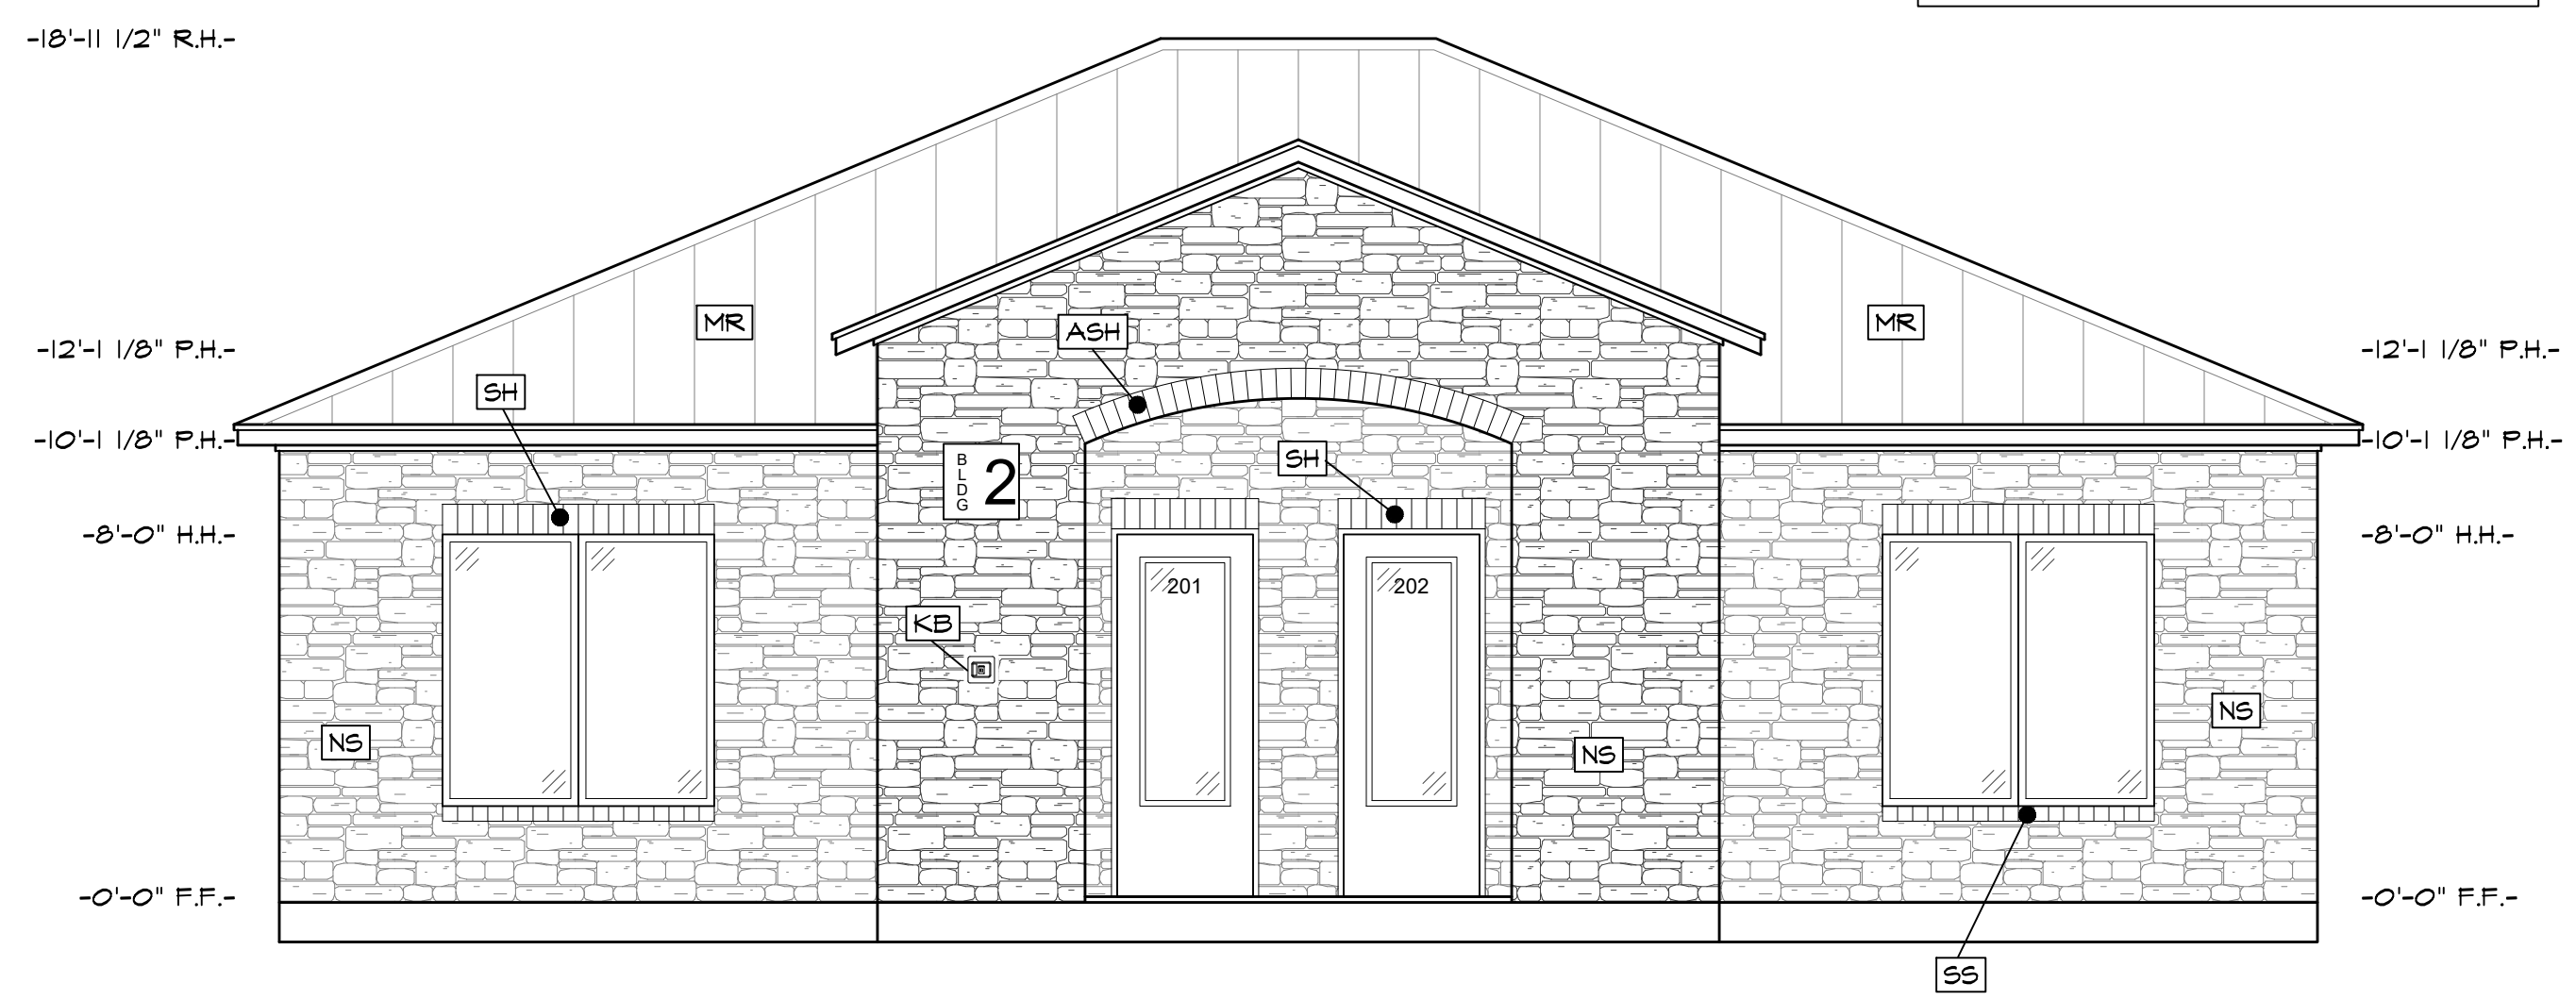 -18'-11 1/2" R.H.-
MR
MR
ASH
-12'-1 1/8" P.H.-
-12'-1 1/8" P.H.-
SH
-10'-1 1/8" P.H.-
-10'-1 1/8" P.H.-
SH
BLDG 2
-8'-0" H.H.-
-8'-0" H.H.-
201
202
KB
NS
NS
NS
-0'-0" F.F.-
-0'-0" F.F.-
SS